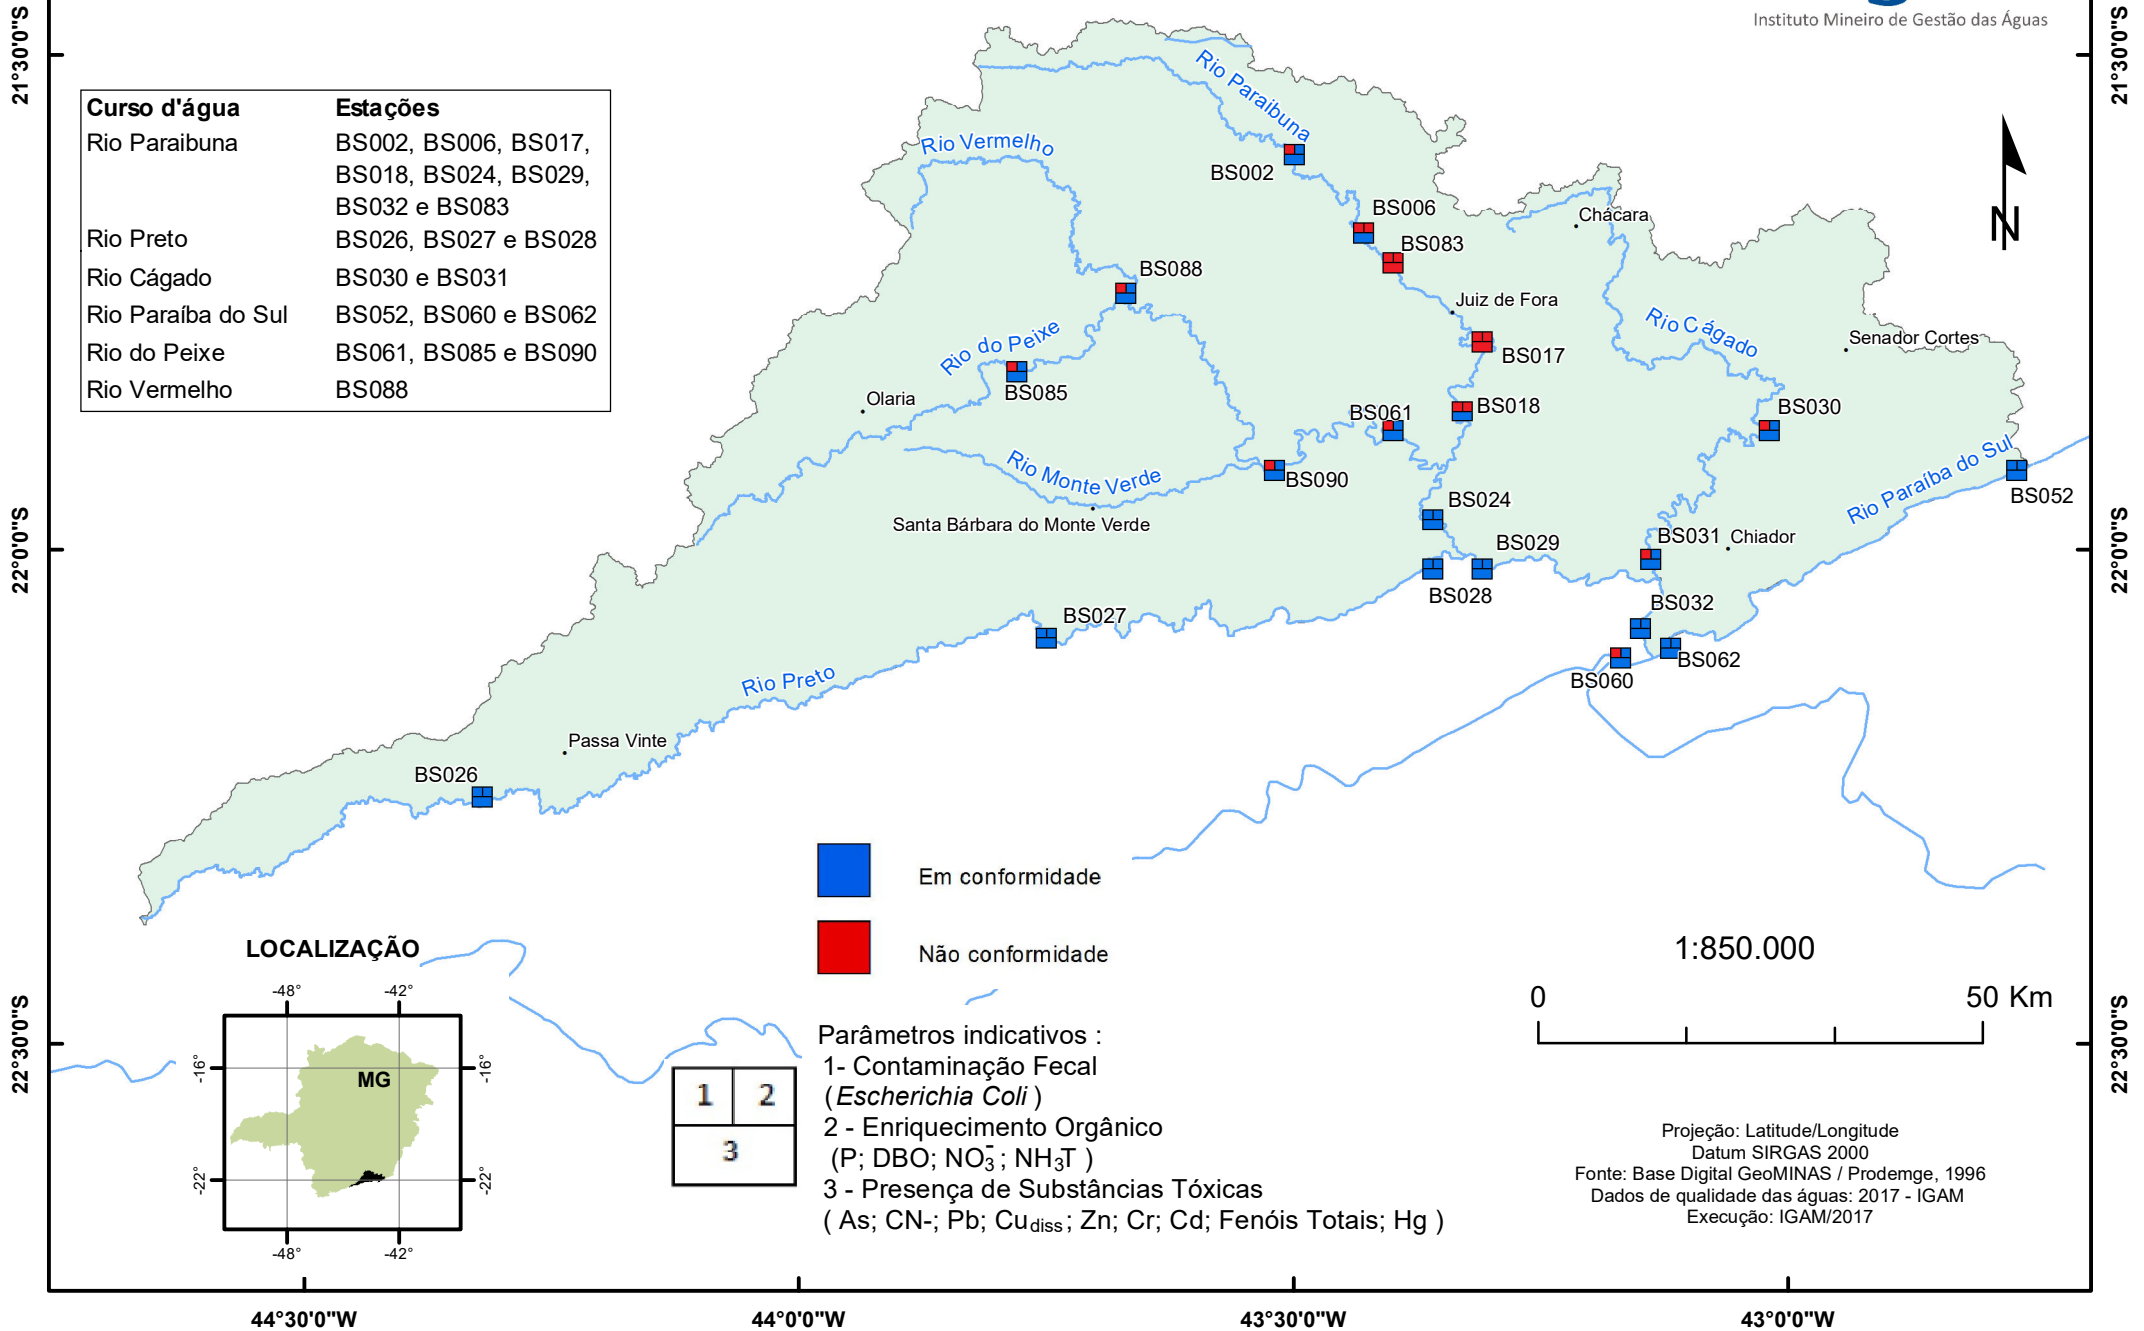 Instituto Mineiro de Gestão das Águas
21°30'0"S
21°30'0"S
Curso d'água Estações
Rio Paraibuna BS002, BS006, BS017,
BS018, BS024, BS029,
BS032 e BS083
Rio Preto BS026, BS027 e BS028
Rio Cágado BS030 e BS031
Rio Paraíba do Sul BS052, BS060 e BS062
Rio do Peixe BS061, BS085 e BS090
Rio Vermelho BS088
Rio Paraibuna
Rio Vermelho
BS002
N
BS006
Chácara
BS083
BS088
Juiz de Fora
Rio Cágado
Senador Cortes
Rio do Peixe
BS017
BS085
Olaria
BS061
BS018
BS030
Rio Monte Verde
BS090
Rio Paraíba do Sul
BS052
BS024
Santa Bárbara do Monte Verde
22°0'0"S
22°0'0"S
BS029
BS031
Chiador
BS028
BS032
BS027
BS062
BS060
Rio Preto
Passa Vinte
BS026
Em conformidade
Não conformidade
LOCALIZAÇÃO
-48°
-42°
-16°
-16°
MG
-22°
-22°
-48°
-42°
1:850.000
0 50 Km
22°30'0"S
22°30'0"S
1 2
3
Parâmetros indicativos :
1- Contaminação Fecal
(Escherichia Coli )
2 - Enriquecimento Orgânico
(P; DBO; NO3-; NH3T )
3 - Presença de Substâncias Tóxicas
( As; CN-; Pb; Cudiss; Zn; Cr; Cd; Fenóis Totais; Hg )
Projeção: Latitude/Longitude
Datum SIRGAS 2000
Fonte: Base Digital GeoMINAS / Prodemge, 1996
Dados de qualidade das águas: 2017 - IGAM
Execução: IGAM/2017
44°30'0"W 44°0'0"W 43°30'0"W 43°0'0"W